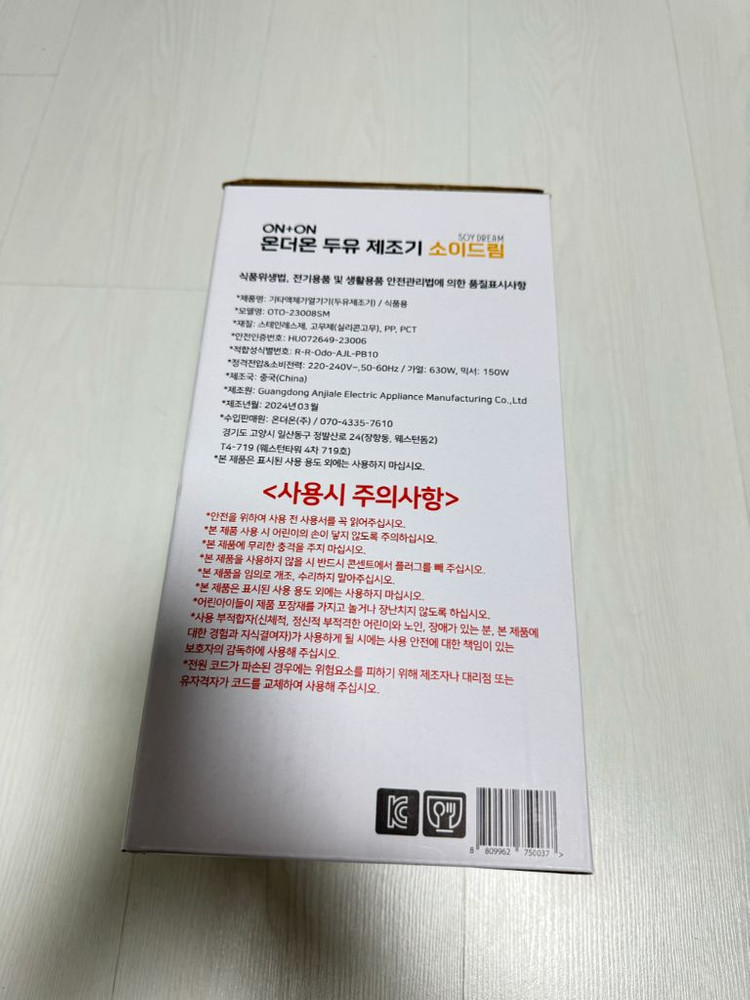 ON+ON
SOY DREAM
온더온 두유 제조기 소이드림
식품위생법, 전기용품 및 생활용품 안전관리법에 의한 품질표시사항
*제품명: 기타액체가열기기(두유제조기) / 식품용
*모델명: OTO-23008SM
*재질: 스테인레스제, 고무제(실리콘고무), PP, PCT
*안전인증번호: HU072649-23006
*적합성식별번호: R-R-Odo-AJL-PB10
*정격전압&소비전력: 220-240V~,50-60Hz / 가열: 630W, 믹서: 150W
*제조국: 중국(China)
*제조원: Guangdong Anjiale Electric Appliance Manufacturing Co.,Ltd
*제조년월: 2024년 03월
*수입판매원: 온더온(주) / 070-4335-7610
경기도 고양시 일산동구 정발산로 24(장항동, 웨스턴돔2)
T4-719 (웨스턴타워 4차 719호)
*본 제품은 표시된 사용 용도 외에는 사용하지 마십시오.
<사용시 주의사항>
*안전을 위하여 사용 전 사용서를 꼭 읽어주십시오.
*본 제품 사용 시 어린이의 손이 닿지 않도록 주의하십시오.
*본 제품에 무리한 충격을 주지 마십시오.
*본 제품을 사용하지 않을 시 반드시 콘센트에서 플러그를 빼 주십시오.
*본 제품을 임의로 개조, 수리하지 말아주십시오.
*본 제품은 표시된 사용 용도 외에는 사용하지 마십시오.
*어린아이들이 제품 포장재를 가지고 놀거나 장난치지 않도록 하십시오.
*사용 부적합자(신체적, 정신적 부적격한 어린이와 노인, 장애가 있는 분, 본 제품에
대한 경험과 지식결여자)가 사용하게 될 시에는 사용 안전에 대한 책임이 있는
보호자의 감독하에 사용해 주십시오.
*전원 코드가 파손된 경우에는 위험요소를 피하기 위해 제조자나 대리점 또는
유자격자가 코드를 교체하여 사용해 주십시오.
KC
8 809962 750037 >